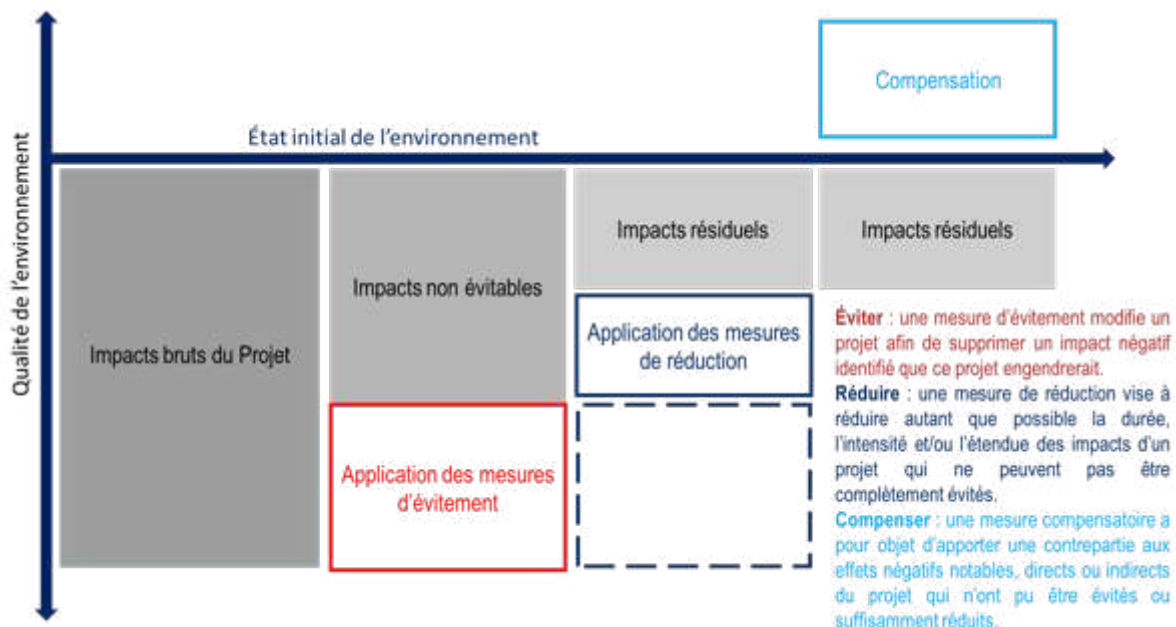 Compensation
État initial de l'environnement
Qualité de l'environnement
Impacts bruts du Projet
Impacts non évitables
Impacts résiduels
Impacts résiduels
Application des mesures
d'évitement
Application des mesures
de réduction
Éviter : une mesure d'évitement modifie un
projet afin de supprimer un impact négatif
identifié que ce projet engendrerait.
Réduire : une mesure de réduction vise à
réduire autant que possible la durée,
l'intensité et/ou l'étendue des impacts d'un
projet qui ne peuvent pas être
complètement évités.
Compenser : une mesure compensatoire a
pour objet d'apporter une contrepartie aux
effets négatifs notables, directs ou indirects
du projet qui n'ont pu être évités ou
suffisamment réduits.